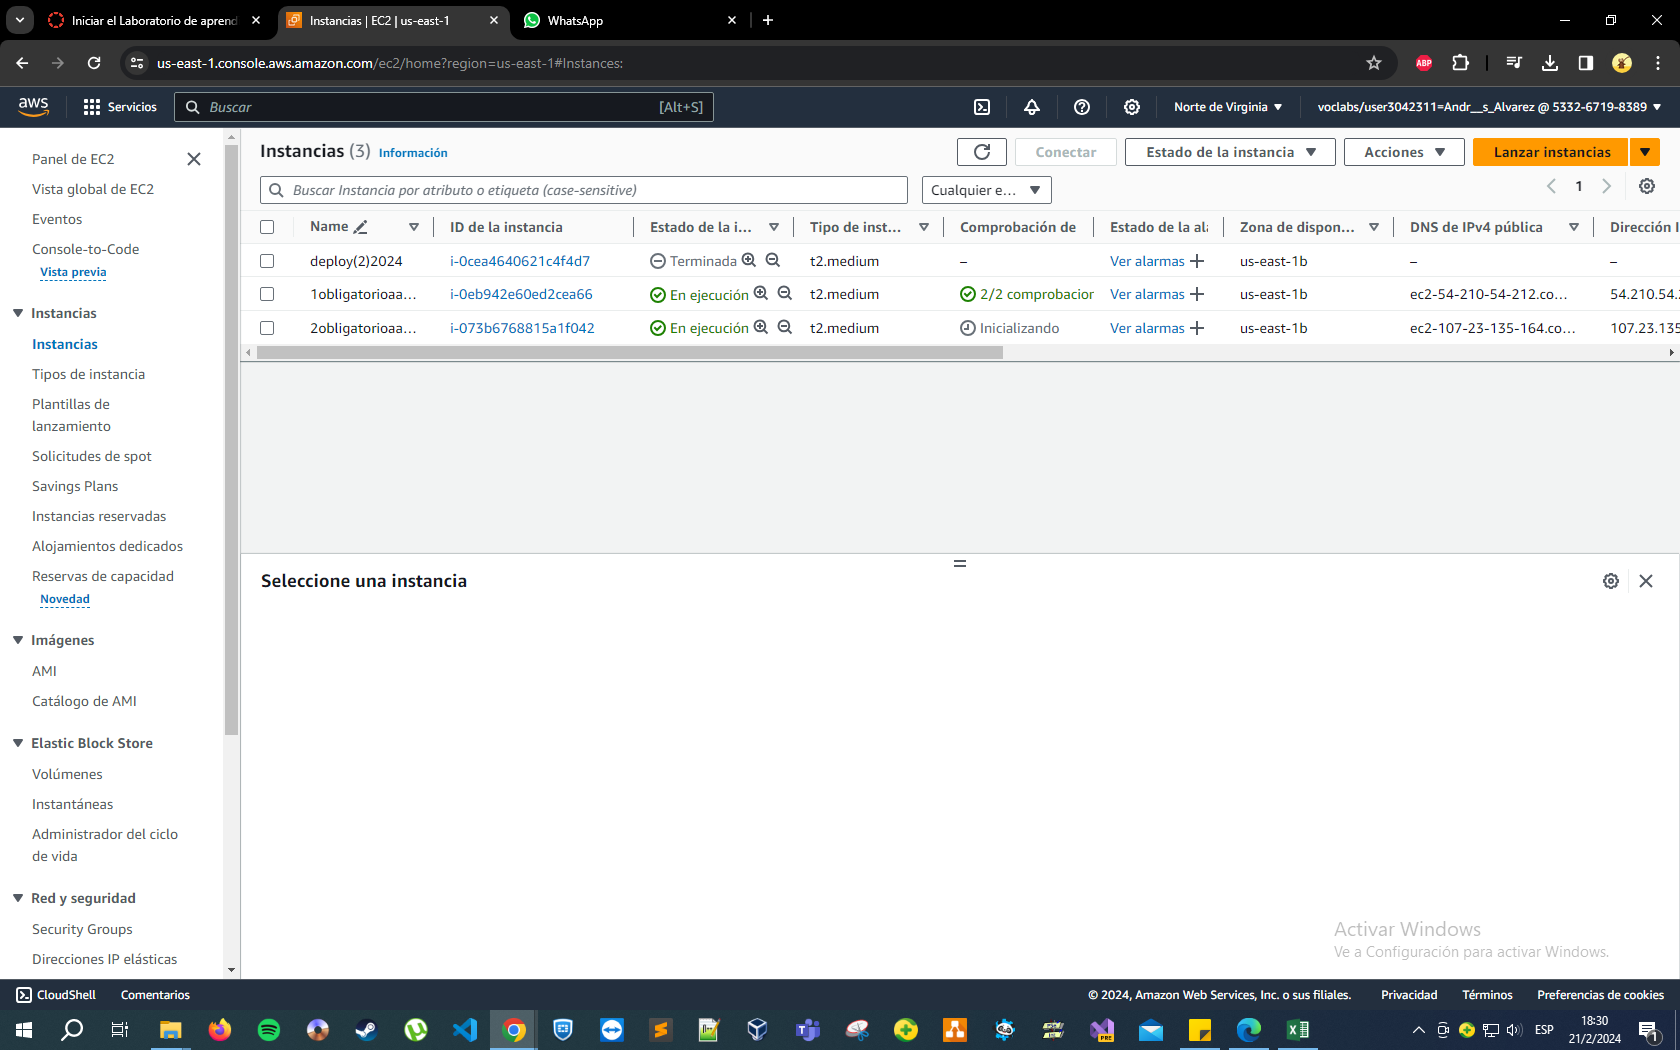 Iniciar el Laboratorio de aprend
Instancias | EC2 | us-east-1
WhatsApp
us-east-1.console.aws.amazon.com/ec2/home?region=us-east-1#Instances:
ABP
aws
Servicios
Buscar
[Alt+S]
Norte de Virginia
voclabs/user3042311=Andr__s_Alvarez @ 5332-6719-8389
Panel de EC2
Vista global de EC2
Eventos
Console-to-Code
Vista previa
Instancias
Instancias
Tipos de instancia
Plantillas de
lanzamiento
Solicitudes de spot
Savings Plans
Instancias reservadas
Alojamientos dedicados
Reservas de capacidad
Novedad
Imágenes
AMI
Catálogo de AMI
Elastic Block Store
Volúmenes
Instantáneas
Administrador del ciclo
de vida
Red y seguridad
Security Groups
Direcciones IP elásticas
Instancias (3) Información
Conectar
Estado de la instancia
Acciones
Lanzar instancias
Buscar Instancia por atributo o etiqueta (case-sensitive)
Cualquier e...
1
Name ID de la instancia Estado de la i... Tipo de inst... Comprobación de Estado de la ala Zona de dispon... DNS de IPv4 pública Dirección I
deploy(2)2024 i-0cea4640621c4f4d7 Terminada t2.medium – Ver alarmas + us-east-1b – –
1obligatorioaa... i-0eb942e60ed2cea66 En ejecución t2.medium 2/2 comprobacion Ver alarmas + us-east-1b ec2-54-210-54-212.co... 54.210.54.
2obligatorioaa... i-073b6768815a1f042 En ejecución t2.medium Inicializando Ver alarmas + us-east-1b ec2-107-23-135-164.co... 107.23.135
Seleccione una instancia
Activar Windows
Ve a Configuración para activar Windows.
CloudShell
Comentarios
© 2024, Amazon Web Services, Inc. o sus filiales.
Privacidad
Términos
Preferencias de cookies
PRE
ESP
18:30
21/2/2024
1